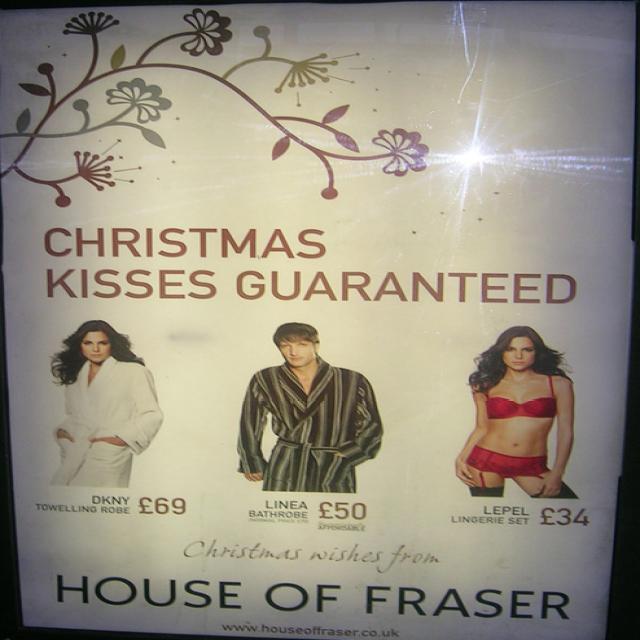 CHRISTMAS
KISSES GUARANTEED
DKNY
TOWELLING ROBE £69
LINEA
BATHROBE £50
AFFORDABLE
LEPEL
LINGERIE SET £34
Christmas wishes from
HOUSE OF FRASER
www.houseoffraser.co.uk